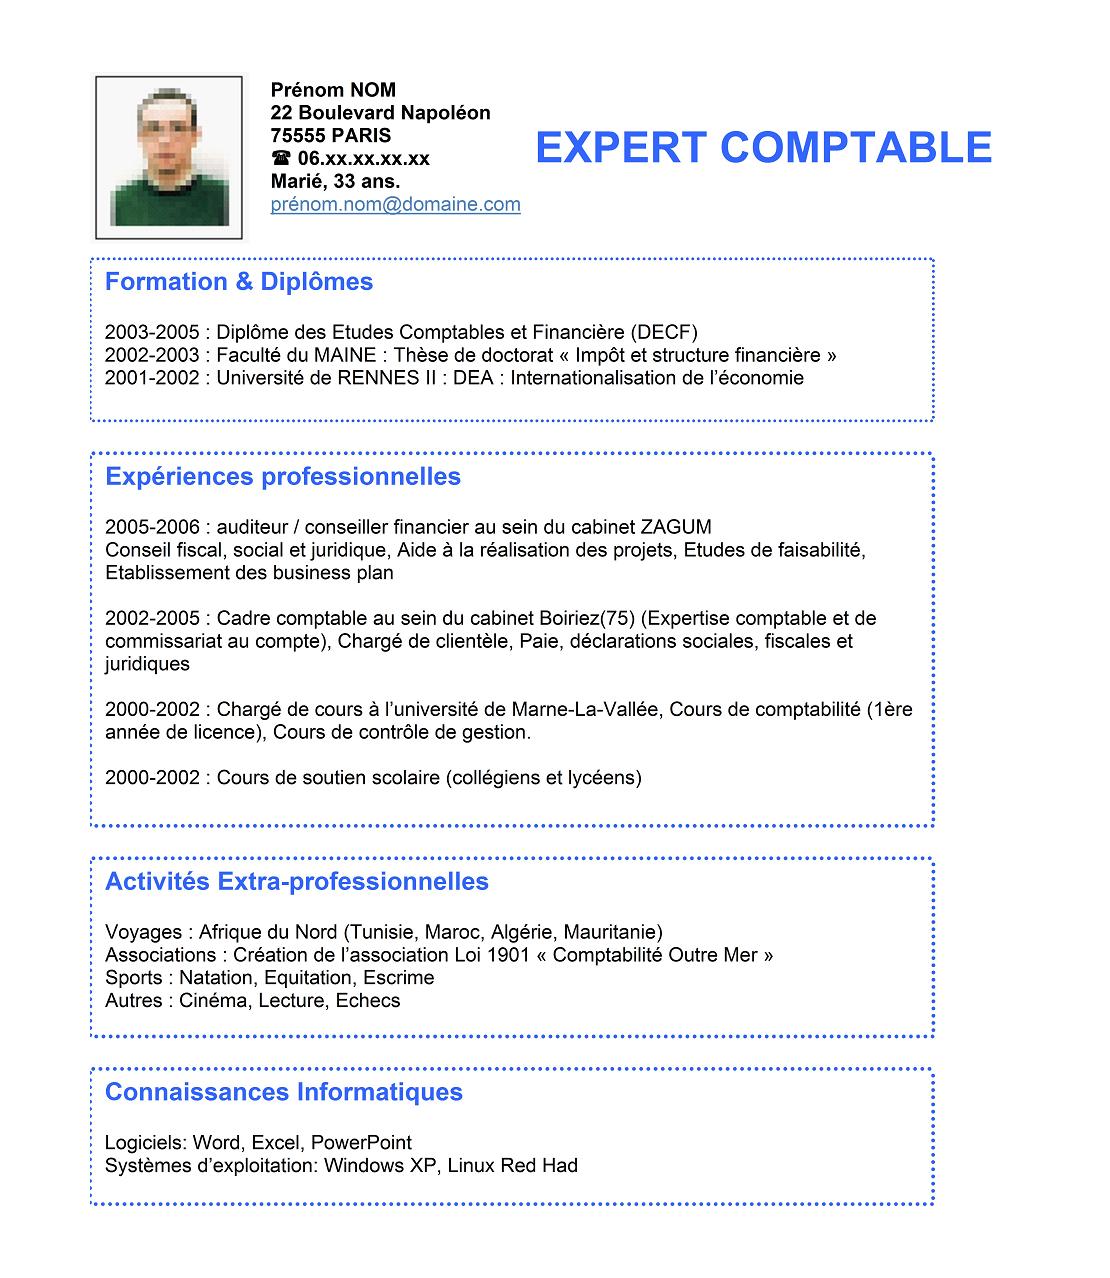 Prénom NOM
22 Boulevard Napoléon
75555 PARIS
☎ 06.xx.xx.xx.xx
Marié, 33 ans.
prénom.nom@domaine.com
EXPERT COMPTABLE
Formation & Diplômes
2003-2005 : Diplôme des Etudes Comptables et Financière (DECF)
2002-2003 : Faculté du MAINE : Thèse de doctorat « Impôt et structure financière »
2001-2002 : Université de RENNES II : DEA : Internationalisation de l’économie
Expériences professionnelles
2005-2006 : auditeur / conseiller financier au sein du cabinet ZAGUM
Conseil fiscal, social et juridique, Aide à la réalisation des projets, Etudes de faisabilité,
Etablissement des business plan
2002-2005 : Cadre comptable au sein du cabinet Boiriez(75) (Expertise comptable et de
commissariat au compte), Chargé de clientèle, Paie, déclarations sociales, fiscales et
juridiques
2000-2002 : Chargé de cours à l’université de Marne-La-Vallée, Cours de comptabilité (1ère
année de licence), Cours de contrôle de gestion.
2000-2002 : Cours de soutien scolaire (collégiens et lycéens)
Activités Extra-professionnelles
Voyages : Afrique du Nord (Tunisie, Maroc, Algérie, Mauritanie)
Associations : Création de l’association Loi 1901 « Comptabilité Outre Mer »
Sports : Natation, Equitation, Escrime
Autres : Cinéma, Lecture, Echecs
Connaissances Informatiques
Logiciels: Word, Excel, PowerPoint
Systèmes d’exploitation: Windows XP, Linux Red Had